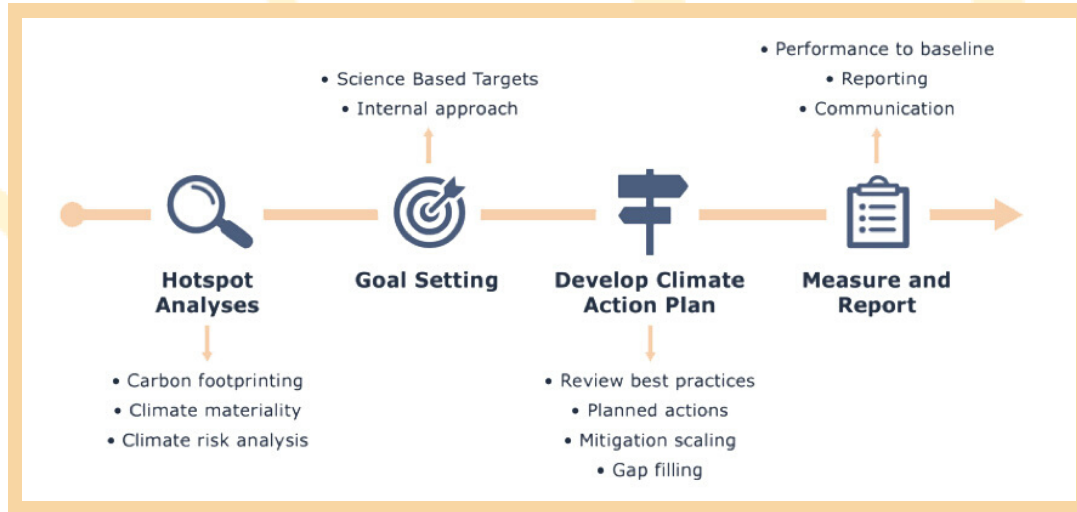 • Performance to baseline
• Reporting
• Communication
• Science Based Targets
• Internal approach
Hotspot
Analyses
Goal Setting
Develop Climate
Action Plan
Measure and
Report
• Carbon footprinting
• Climate materiality
• Climate risk analysis
• Review best practices
• Planned actions
• Mitigation scaling
• Gap filling